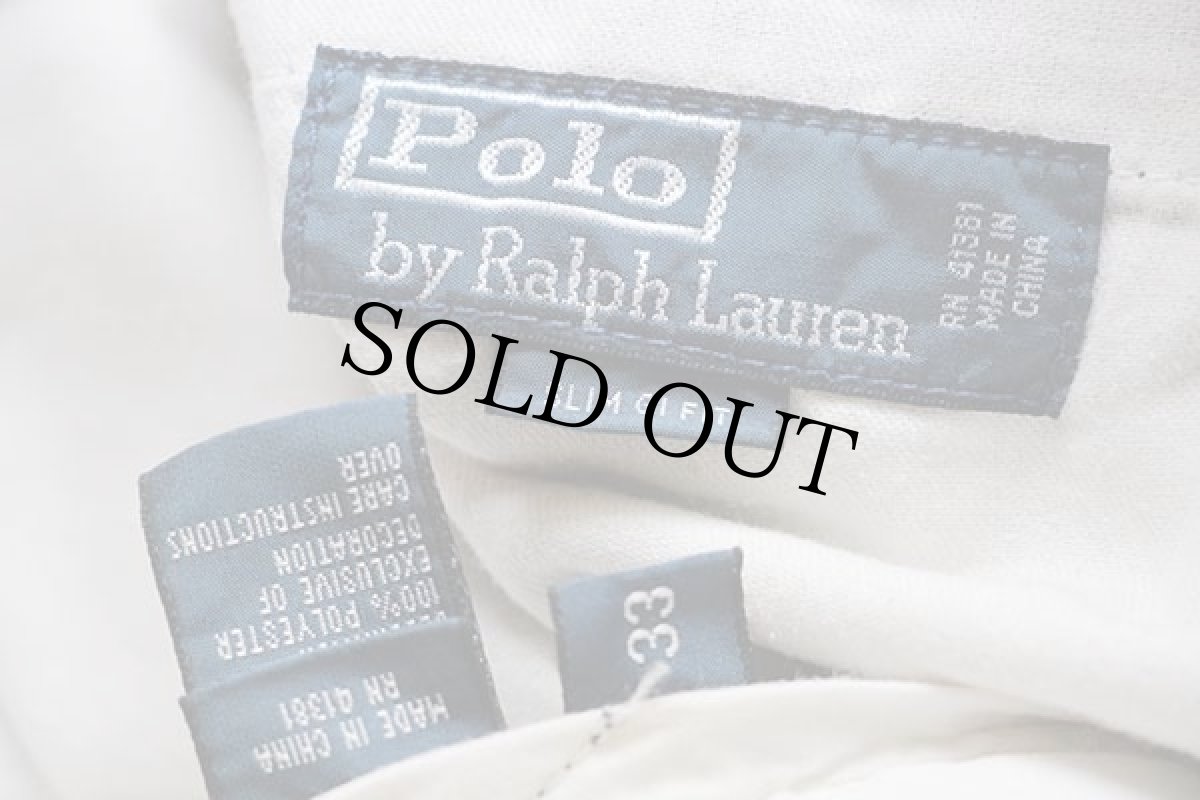 Polo
by Ralph Lauren
RN 41381
MADE IN
CHINA
SLIM GI FIT
SOLD OUT
33
100% POLYESTER
EXCLUSIVE OF
DECORATION
CARE INSTRUCTIONS
OVER
MADE IN CHINA
RN 41381